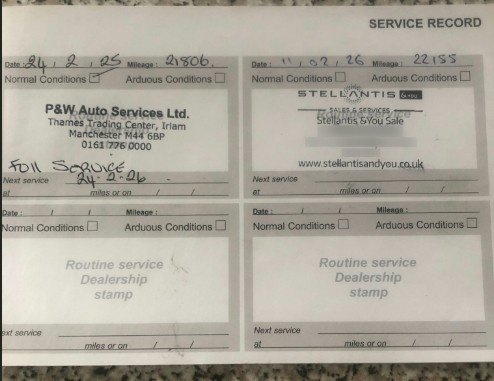 SERVICE RECORD
Date : 24 / 2 / 25 Mileage : 21806.
Normal Conditions Arduous Conditions
P&W Auto Services Ltd.
Thames Trading Center, Irlam
Manchester M44 6BP
0161 776 0000
Foll SERVICE
Next service 24-2-26
at miles or on / /
Date : 11 / 02 / 26 Mileage : 22155
Normal Conditions Arduous Conditions
STELLANTIS &YOU
SALES & SERVICES
Stellantis &You Sale
www.stellantisandyou.co.uk
Next service
at miles or on / /
Date : / / Mileage :
Normal Conditions Arduous Conditions
Routine service
Dealership
stamp
ext service
miles or on / /
Date : / / Mileage :
Normal Conditions Arduous Conditions
Routine service
Dealership
stamp
Next service
at miles or on / /